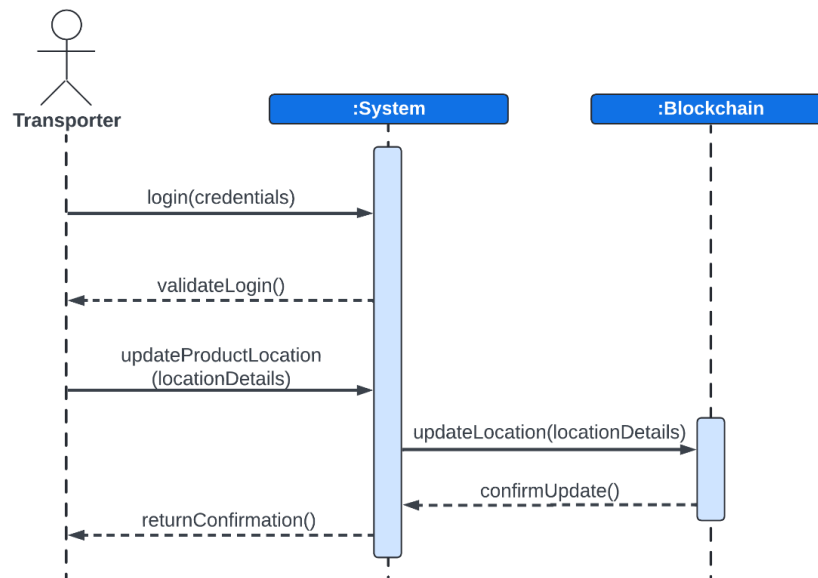 Transporter
:System
:Blockchain
login(credentials)
validateLogin()
updateProductLocation
(locationDetails)
updateLocation(locationDetails)
confirmUpdate()
returnConfirmation()